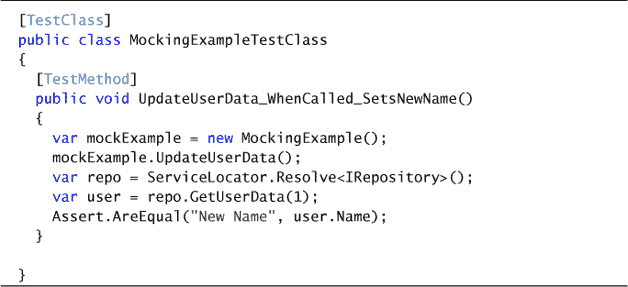 [TestClass]
public class MockingExampleTestClass
{
[TestMethod]
public void UpdateUserData_WhenCalled_SetsNewName()
{
var mockExample = new MockingExample();
mockExample.UpdateUserData();
var repo = ServiceLocator.Resolve<IRepository>();
var user = repo.GetUserData(1);
Assert.AreEqual("New Name", user.Name);
}
}